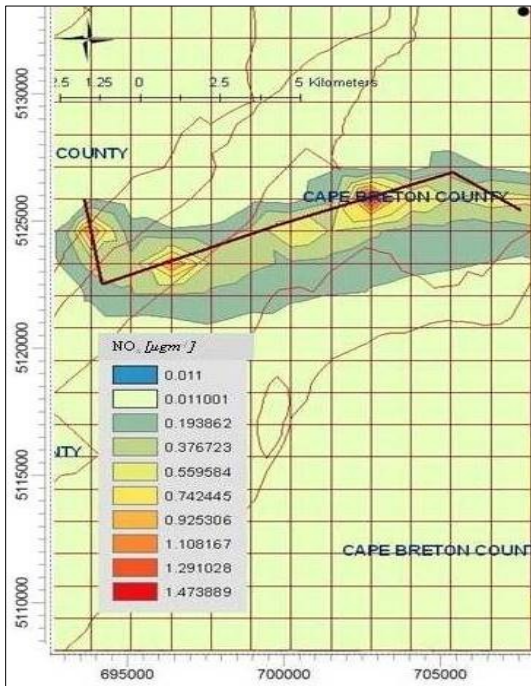 2.5 1.25 0 2.5 5 Kilometers
COUNTY
CAPE BRETON COUNTY
5130000
5125000
5120000
5115000
5110000
NO [µgm⁻³]
0.011
0.011001
0.193862
0.376723
0.559584
0.742445
0.925306
1.108167
1.291028
1.473889
NTY
CAPE BRETON COUNT
695000 700000 705000